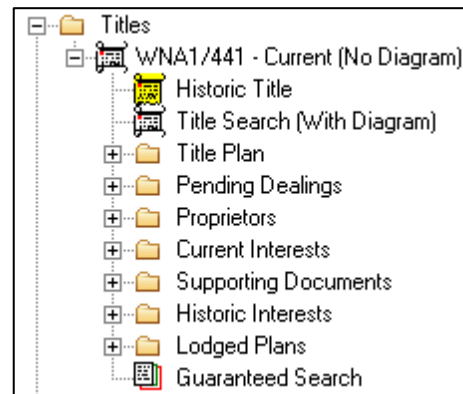 Titles
WNA1/441 - Current (No Diagram)
Historic Title
Title Search (With Diagram)
Title Plan
Pending Dealings
Proprietors
Current Interests
Supporting Documents
Historic Interests
Lodged Plans
Guaranteed Search